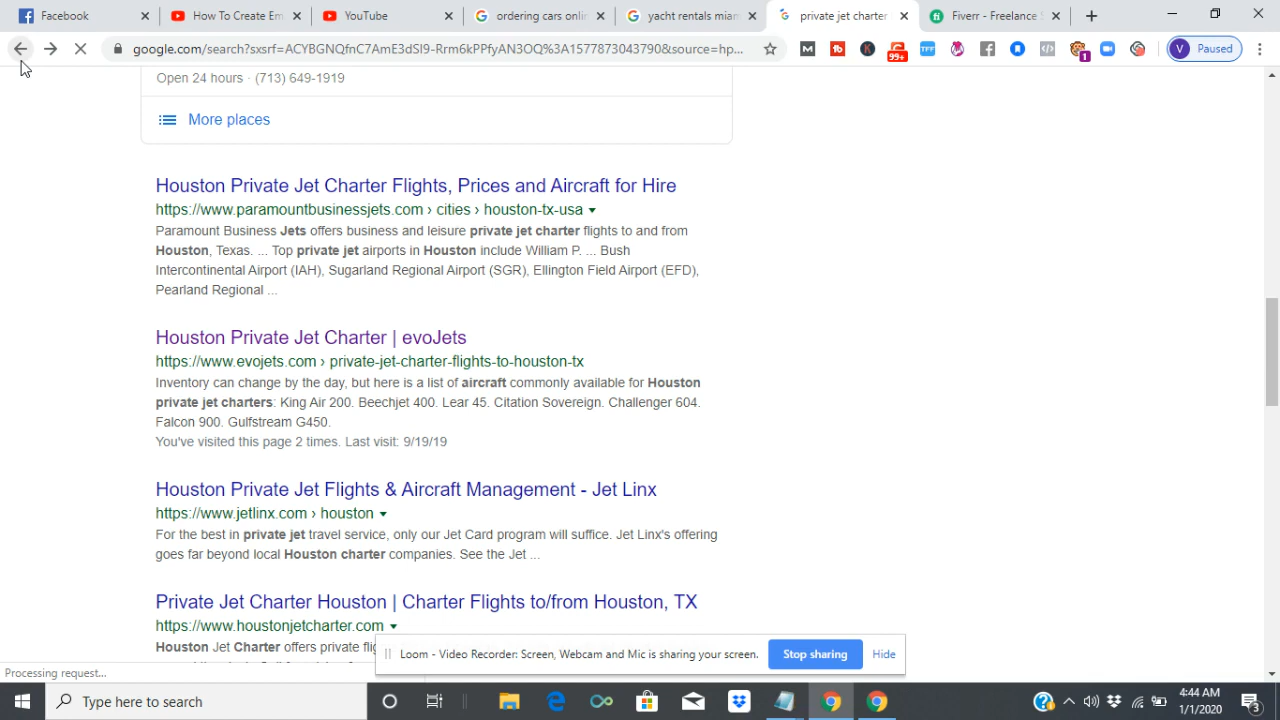 Facebook
How To Create Em
YouTube
ordering cars onli
yacht rentals miam
private jet charter
Fiverr - Freelance S
google.com/search?sxsrf=ACYBGNQfnC7AmE3dSI9-Rrm6kPPfyAN3OQ%3A1577873043790&source=hp...
99+
TFF
1
V
Paused
Open 24 hours · (713) 649-1919
More places
Houston Private Jet Charter Flights, Prices and Aircraft for Hire
https://www.paramountbusinessjets.com › cities › houston-tx-usa
Paramount Business Jets offers business and leisure private jet charter flights to and from
Houston, Texas. ... Top private jet airports in Houston include William P. ... Bush
Intercontinental Airport (IAH), Sugarland Regional Airport (SGR), Ellington Field Airport (EFD),
Pearland Regional ...
Houston Private Jet Charter | evoJets
https://www.evojets.com › private-jet-charter-flights-to-houston-tx
Inventory can change by the day, but here is a list of aircraft commonly available for Houston
private jet charters: King Air 200. Beechjet 400. Lear 45. Citation Sovereign. Challenger 604.
Falcon 900. Gulfstream G450.
You've visited this page 2 times. Last visit: 9/19/19
Houston Private Jet Flights & Aircraft Management - Jet Linx
https://www.jetlinx.com › houston
For the best in private jet travel service, only our Jet Card program will suffice. Jet Linx's offering
goes far beyond local Houston charter companies. See the Jet ...
Private Jet Charter Houston | Charter Flights to/from Houston, TX
https://www.houstonjetcharter.com
Houston Jet Charter offers private flig
Loom - Video Recorder: Screen, Webcam and Mic is sharing your screen.
Stop sharing
Hide
Processing request...
Type here to search
4:44 AM
1/1/2020
3